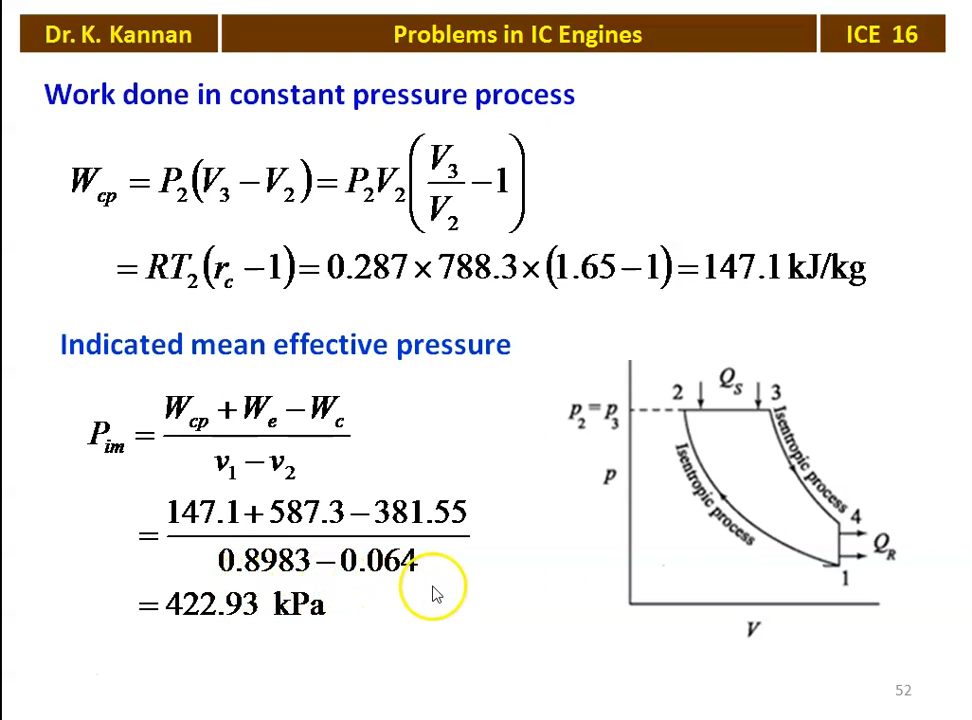 Dr. K. Kannan Problems in IC Engines ICE 16
Work done in constant pressure process
W_cp = P_2(V_3 − V_2) = P_2V_2(V_3/V_2 − 1)
= RT_2(r_c − 1) = 0.287 × 788.3 × (1.65 − 1) = 147.1 kJ/kg
Indicated mean effective pressure
P_im = (W_cp + W_e − W_c)/(v_1 − v_2)
= (147.1 + 587.3 − 381.55)/(0.8983 − 0.064)
= 422.93 kPa
Q_S
2 3
p_2 = p_3
Isentropic process
Isentropic process
p
4
Q_R
1
V
52